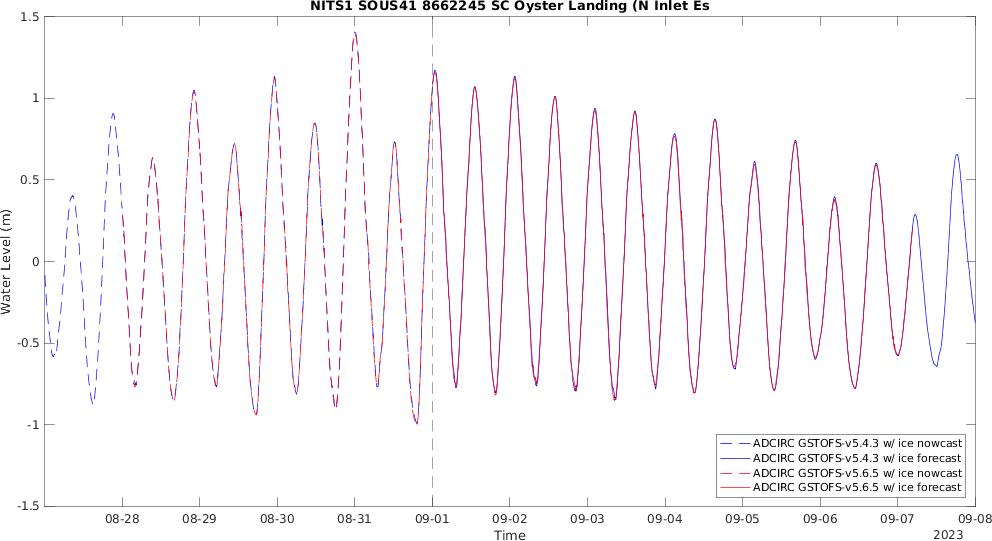 NITS1 SOUS41 8662245 SC Oyster Landing (N Inlet Es
1.5
1
0.5
0
-0.5
-1
-1.5
Water Level (m)
ADCIRC GSTOFS-v5.4.3 w/ ice nowcast
ADCIRC GSTOFS-v5.4.3 w/ ice forecast
ADCIRC GSTOFS-v5.6.5 w/ ice nowcast
ADCIRC GSTOFS-v5.6.5 w/ ice forecast
08-28 08-29 08-30 08-31 09-01 09-02 09-03 09-04 09-05 09-06 09-07 09-08
Time
2023